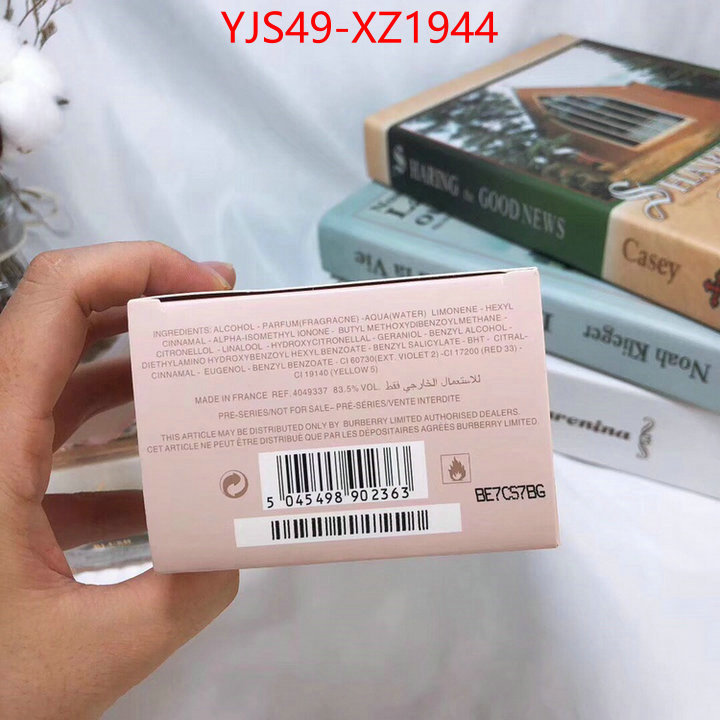 YJS49-XZ1944
SHARING the GOOD NEWS
Casey
la Vie
Noah Klieger
INGREDIENTS: ALCOHOL - PARFUM(FRAGRACNE) -AQUA(WATER) LIMONENE - HEXYL
CINNAMAL - ALPHA-ISOMETHYL IONONE - BUTYL METHOXYDIBENZOYLMETHANE -
CITRONELLOL - LINALOOL - HYDROXYCITRONELLAL - GERANIOL - BENZYL ALCOHOL -
DIETHYLAMINO HYDROXYBENZOYL HEXYL BENZOATE - BENZYL SALICYLATE - BHT - CITRAL-
CINNAMAL - EUGENOL - BENZYL BENZOATE - CI 60730(EXT. VIOLET 2) -CI 17200 (RED 33) -
CI 19140 (YELLOW 5)
للاستعمال الخارجي فقط
MADE IN FRANCE REF. 4049337 83.5% VOL.
PRE-SERIES/NOT FOR SALE- PRÉ-SÉRIES/VENTE INTERDITE
THIS ARTICLE MAY BE DISTRIBUTED ONLY BY BURBERRY LIMITED AUTHORISED DEALERS.
CET ARTICLE NE PEUT ÊTRE DISTRIBUÉ QUE PAR LES DÉPOSITAIRES AGRÉES BURBERRY LIMITED
5 045498 902363
BE7CS7BG